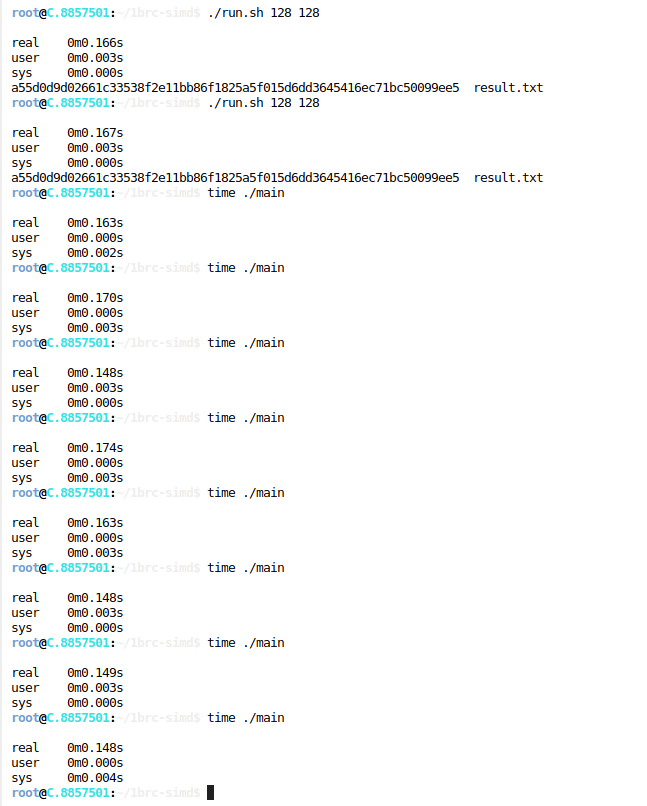 root@C.8857501:~/1brc-simd$ ./run.sh 128 128

real    0m0.166s
user    0m0.003s
sys     0m0.000s
a55d0d9d02661c33538f2e11bb86f1825a5f015d6dd3645416ec71bc50099ee5  result.txt
root@C.8857501:~/1brc-simd$ ./run.sh 128 128

real    0m0.167s
user    0m0.003s
sys     0m0.000s
a55d0d9d02661c33538f2e11bb86f1825a5f015d6dd3645416ec71bc50099ee5  result.txt
root@C.8857501:~/1brc-simd$ time ./main

real    0m0.163s
user    0m0.000s
sys     0m0.002s
root@C.8857501:~/1brc-simd$ time ./main

real    0m0.170s
user    0m0.000s
sys     0m0.003s
root@C.8857501:~/1brc-simd$ time ./main

real    0m0.148s
user    0m0.003s
sys     0m0.000s
root@C.8857501:~/1brc-simd$ time ./main

real    0m0.174s
user    0m0.000s
sys     0m0.003s
root@C.8857501:~/1brc-simd$ time ./main

real    0m0.163s
user    0m0.000s
sys     0m0.003s
root@C.8857501:~/1brc-simd$ time ./main

real    0m0.148s
user    0m0.003s
sys     0m0.000s
root@C.8857501:~/1brc-simd$ time ./main

real    0m0.149s
user    0m0.003s
sys     0m0.000s
root@C.8857501:~/1brc-simd$ time ./main

real    0m0.148s
user    0m0.000s
sys     0m0.004s
root@C.8857501:~/1brc-simd$